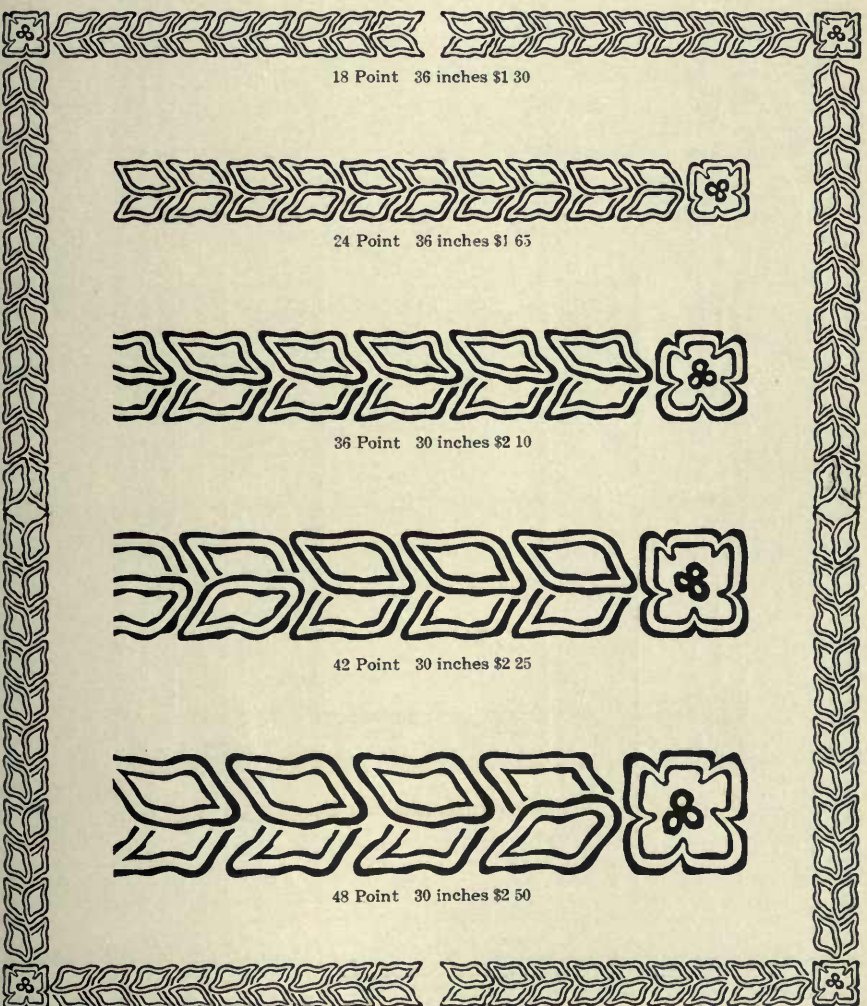 18 Point 36 inches $1 30
24 Point 36 inches $1 65
36 Point 30 inches $2 10
42 Point 30 inches $2 25
48 Point 30 inches $2 50